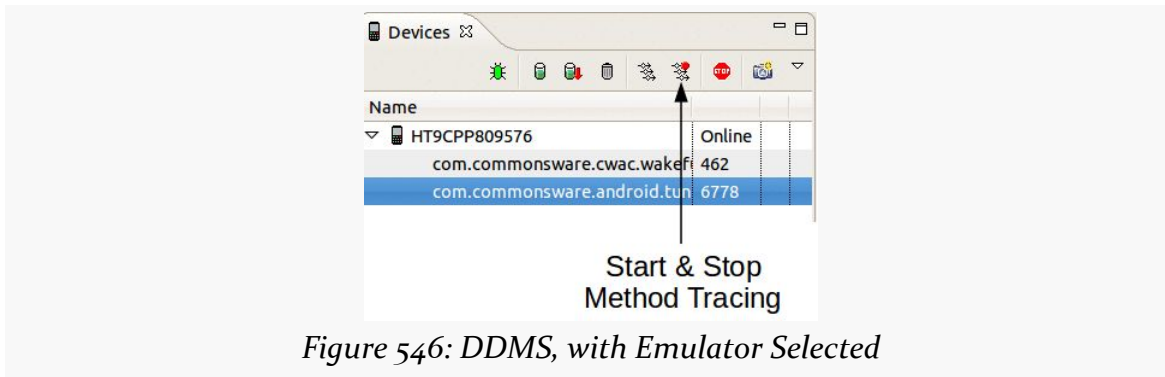 Devices
STOP
Name
HT9CPP809576 Online
com.commonsware.cwac.wakef 462
com.commonsware.android.tun 6778
Start & Stop
Method Tracing
Figure 546: DDMS, with Emulator Selected